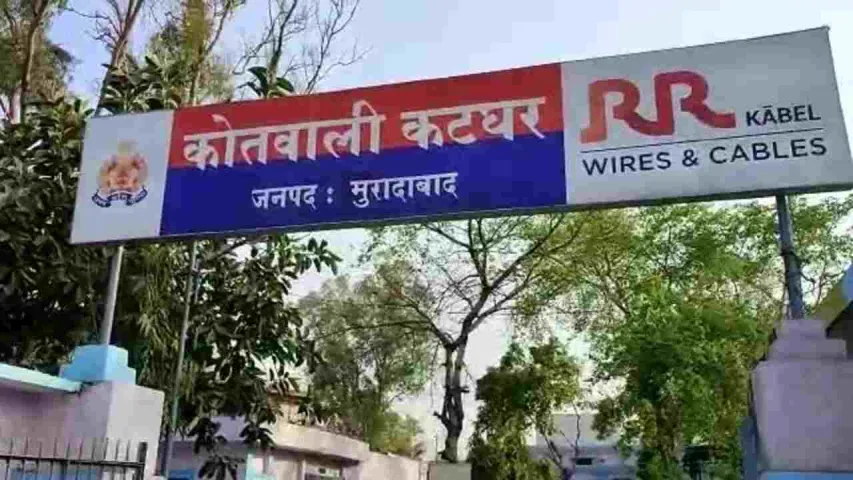 कोतवाली कटघर
जनपद : मुरादाबाद
RR KĀBEL
WIRES & CABLES